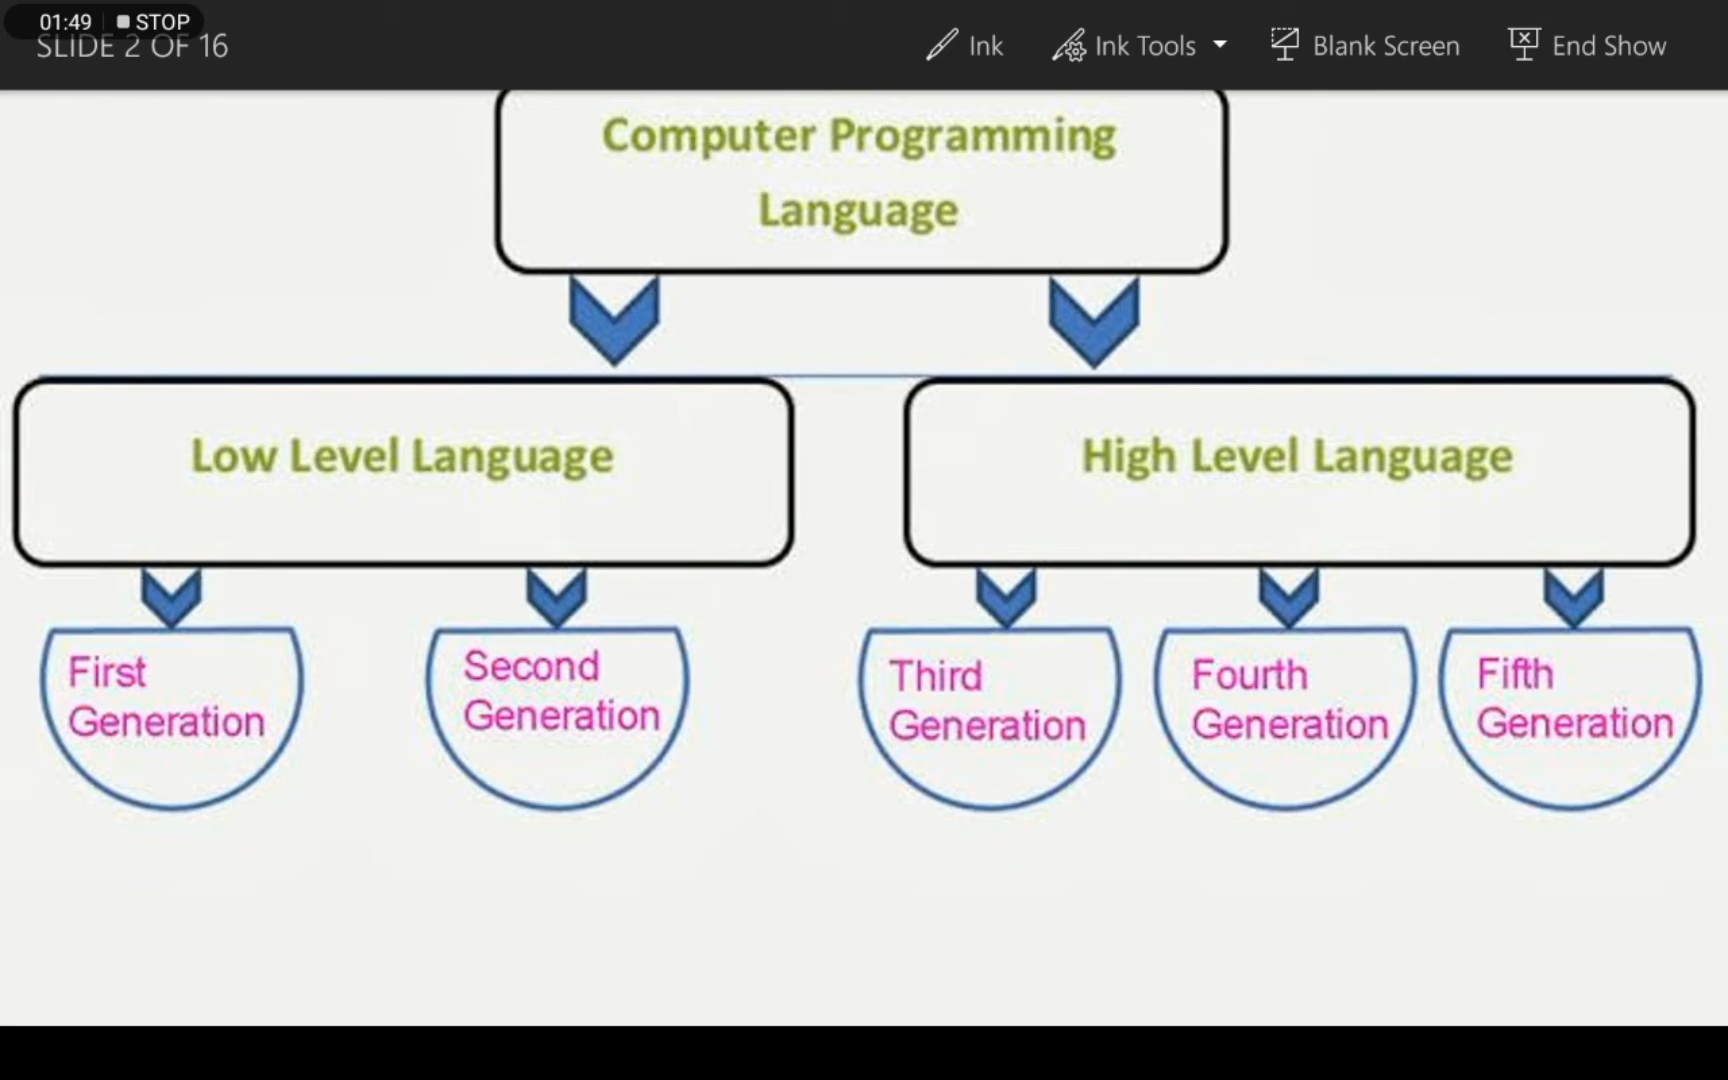 01:49 STOP
SLIDE 2 OF 16
Ink
Ink Tools
Blank Screen
End Show
Computer Programming
Language
Low Level Language
High Level Language
First
Generation
Second
Generation
Third
Generation
Fourth
Generation
Fifth
Generation